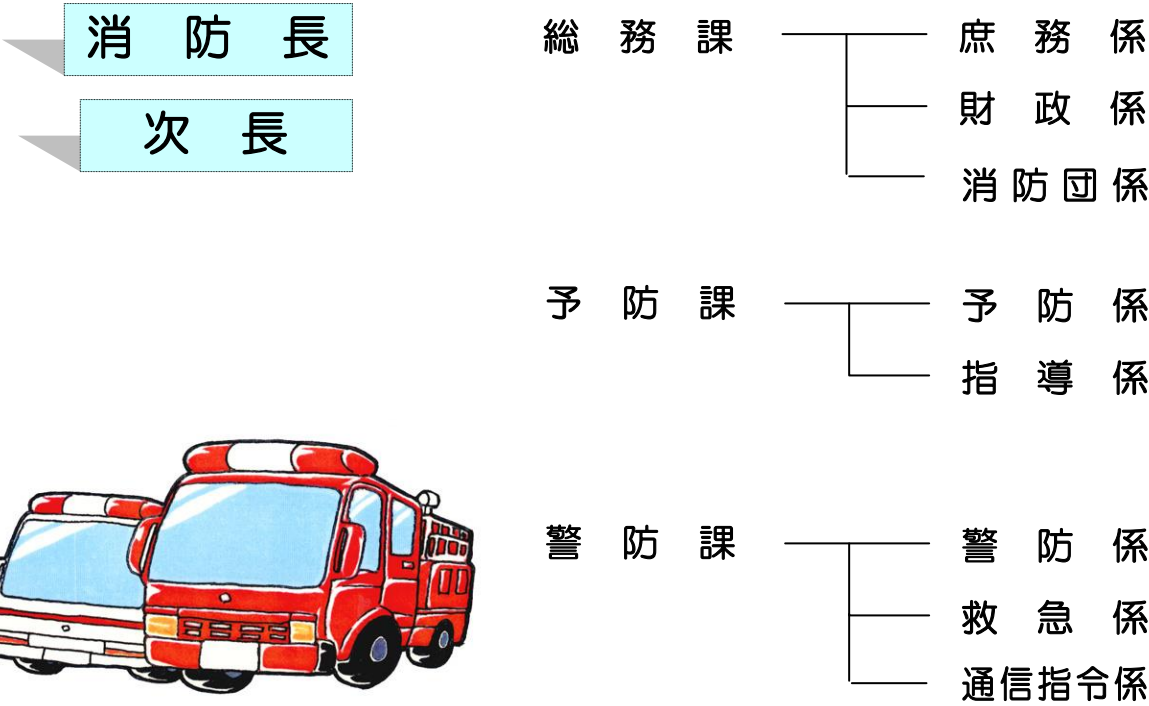 消防長
次長
総務課
庶務係
財政係
消防団係
予防課
予防係
指導係
警防課
警防係
救急係
通信指令係